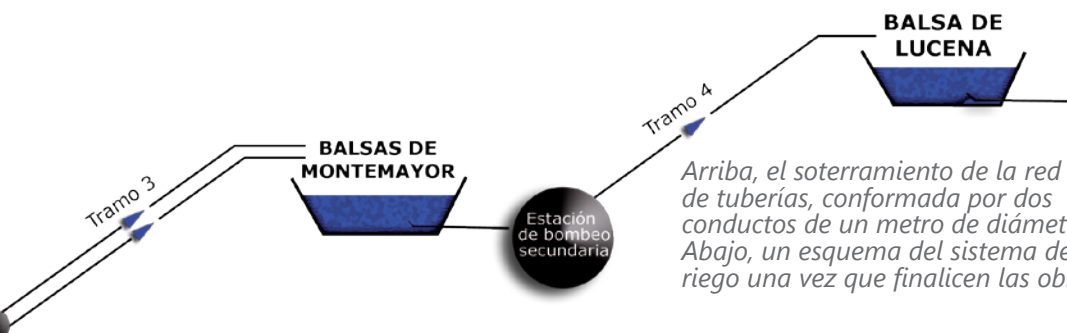 Tramo 3
BALSAS DE
MONTEMAYOR
Estación
de bombeo
secundaria
Tramo 4
BALSA DE
LUCENA
Arriba, el soterramiento de la red
de tuberías, conformada por dos
conductos de un metro de
Abajo, un esquema del sistema de
riego una vez que finalicen las